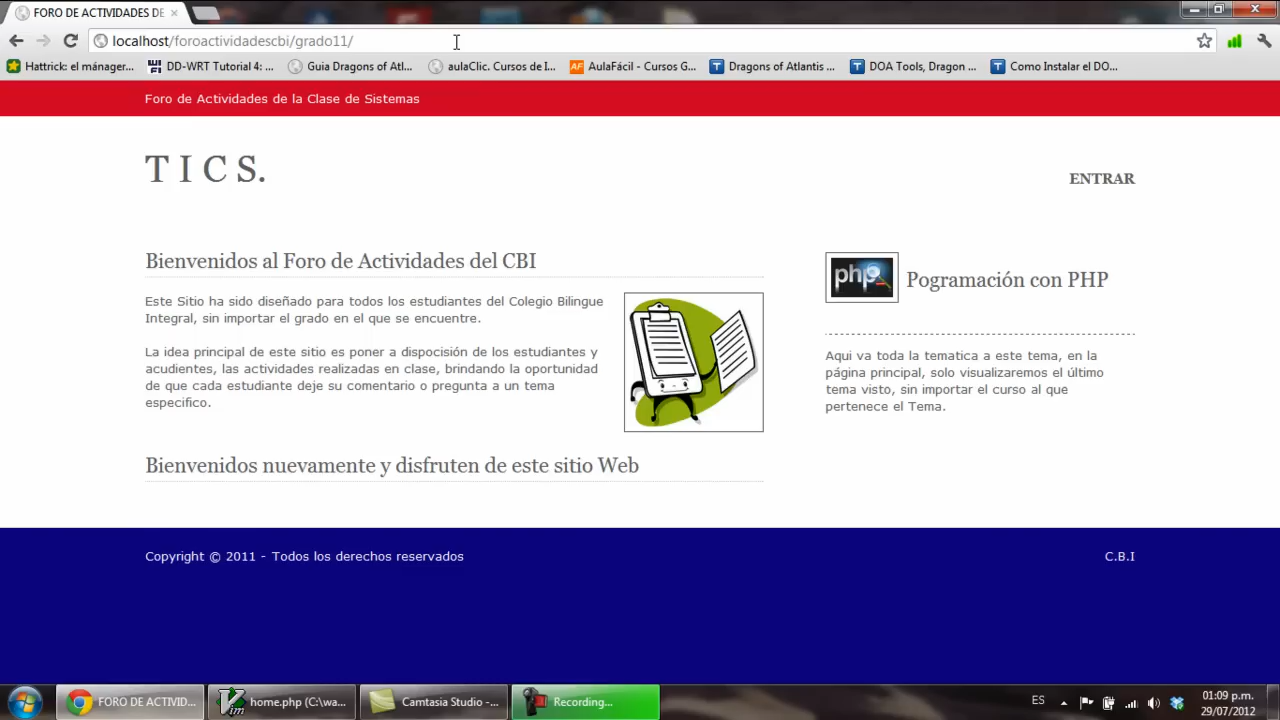 FORO DE ACTIVIDADES DE
localhost/foroactividadescbi/grado11/
Hattrick: el mánager... DD-WRT Tutorial 4: ... Guia Dragons of Atl... aulaClic. Cursos de I... AulaFácil - Cursos G... Dragons of Atlantis ... DOA Tools, Dragon ... Como Instalar el DO...
Foro de Actividades de la Clase de Sistemas
T I C S.
ENTRAR
Bienvenidos al Foro de Actividades del CBI
Este Sitio ha sido diseñado para todos los estudiantes del Colegio Bilingue
Integral, sin importar el grado en el que se encuentre.
La idea principal de este sitio es poner a disposición de los estudiantes y
acudientes, las actividades realizadas en clase, brindando la oportunidad
de que cada estudiante deje su comentario o pregunta a un tema
especifico.
Bienvenidos nuevamente y disfruten de este sitio Web
php
Pogramación con PHP
Aqui va toda la tematica a este tema, en la
página principal, solo visualizaremos el último
tema visto, sin importar el curso al que
pertenece el Tema.
Copyright © 2011 - Todos los derechos reservados
C.B.I
FORO DE ACTIVID... home.php (C:\wa... Camtasia Studio -... Recording...
ES
01:09 p.m.
29/07/2012